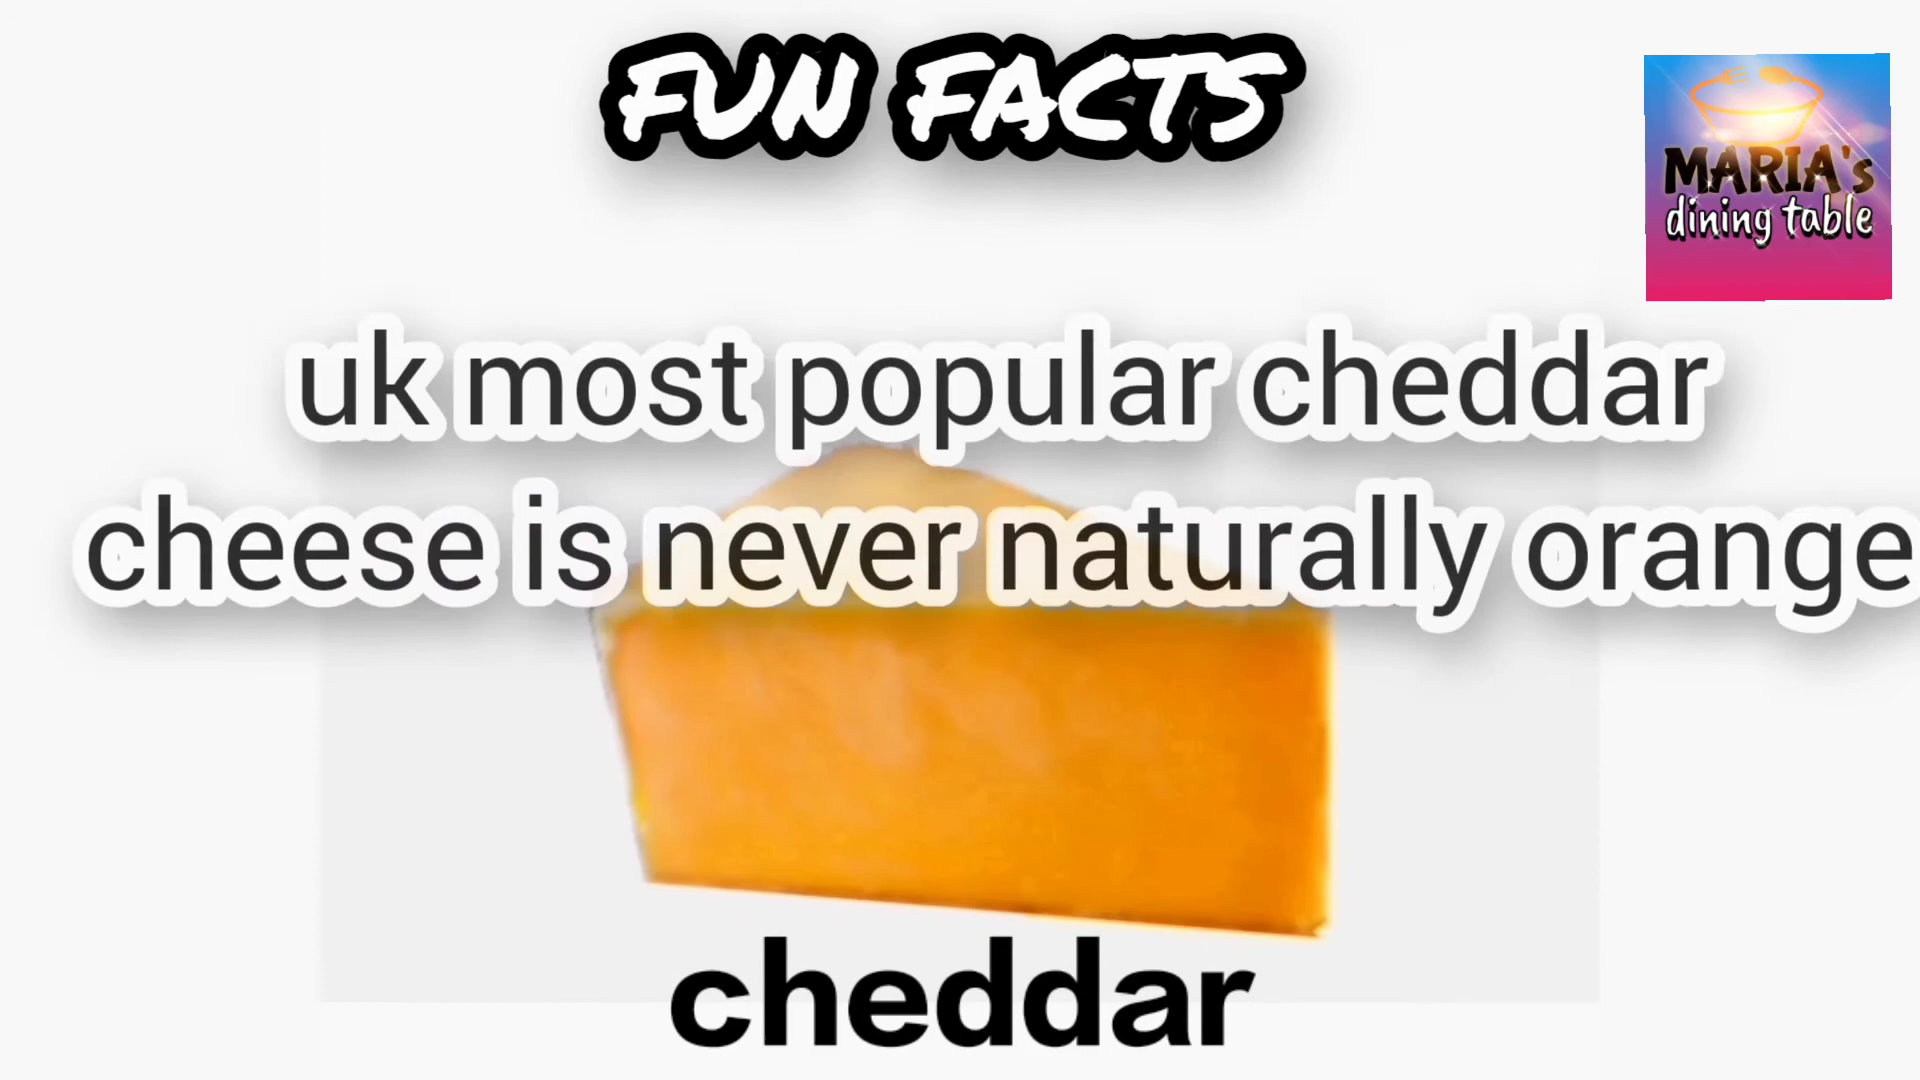 FUN FACTS
MARIA's
dining table
uk most popular cheddar
cheese is never naturally orange
cheddar